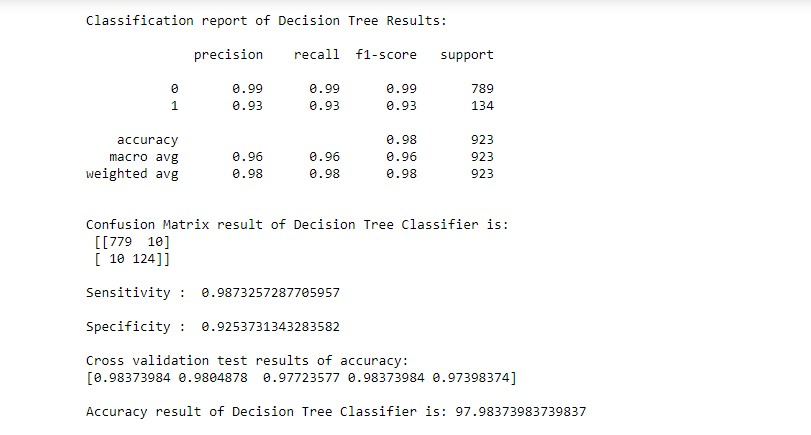 Classification report of Decision Tree Results:
precision recall f1-score support
0 0.99 0.99 0.99 789
1 0.93 0.93 0.93 134
accuracy 0.98 923
macro avg 0.96 0.96 0.96 923
weighted avg 0.98 0.98 0.98 923
Confusion Matrix result of Decision Tree Classifier is:
[[779 10]
[ 10 124]]
Sensitivity : 0.9873257287705957
Specificity : 0.9253731343283582
Cross validation test results of accuracy:
[0.98373984 0.9804878 0.97723577 0.98373984 0.97398374]
Accuracy result of Decision Tree Classifier is: 97.98373983739837